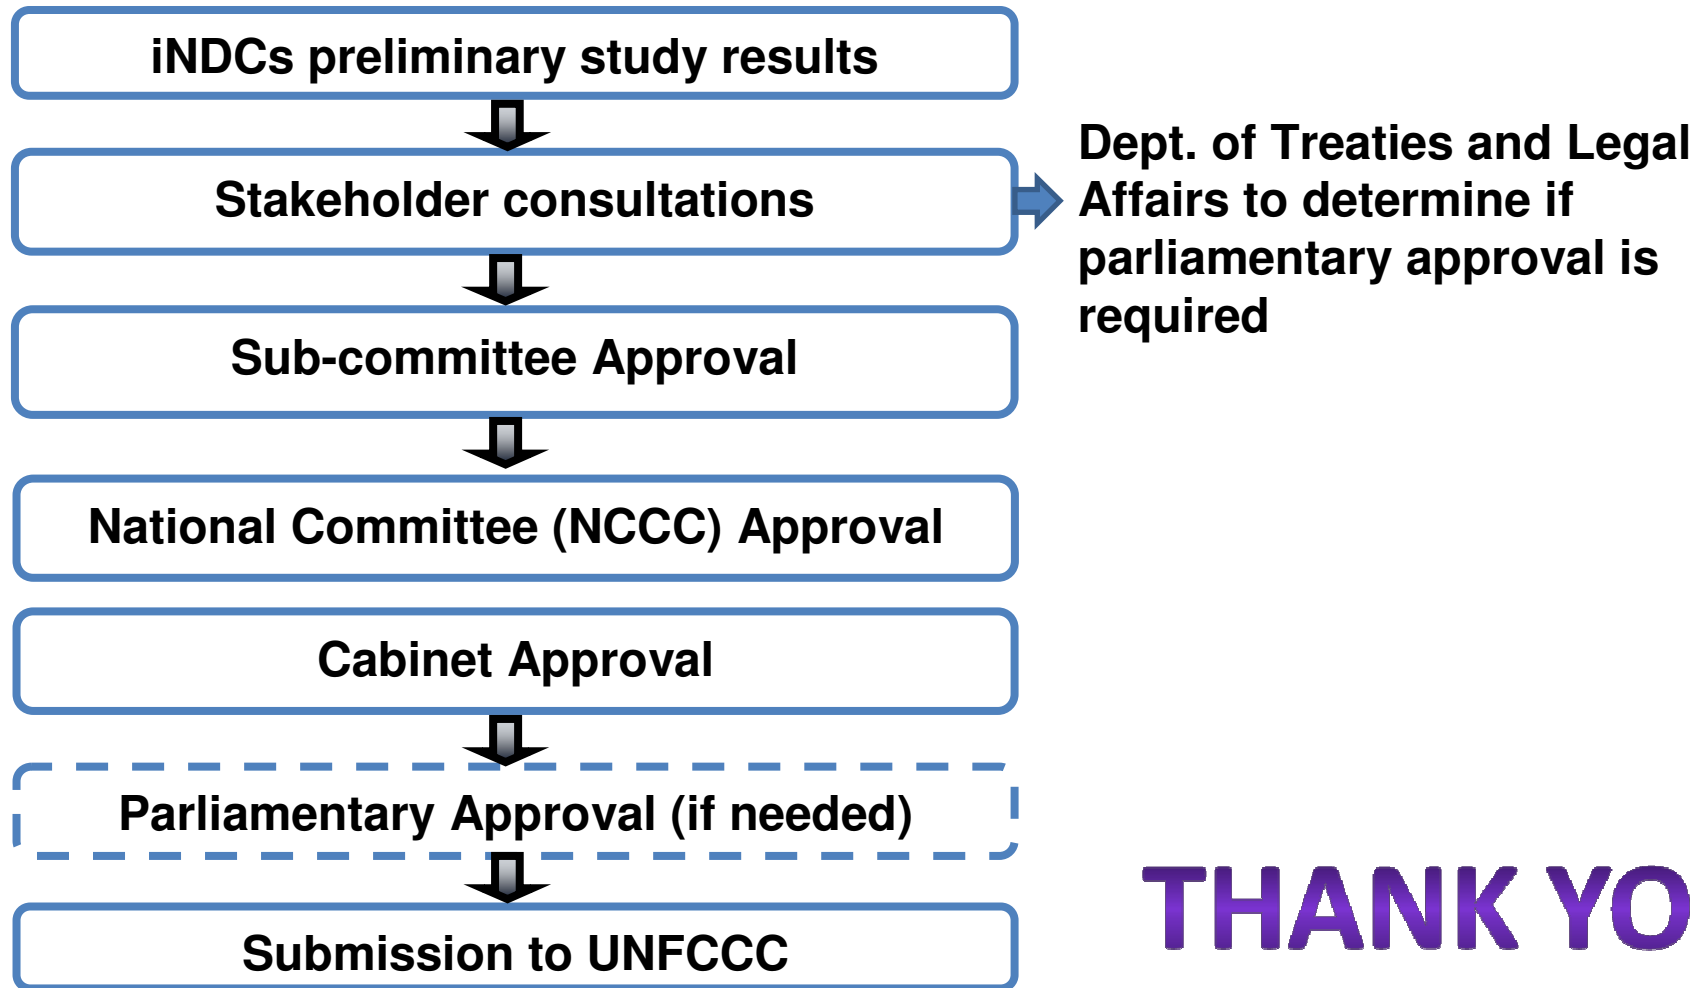 iNDCs preliminary study results
Stakeholder consultations
Dept. of Treaties and Legal
Affairs to determine if
parliamentary approval is
required
Sub-committee Approval
National Committee (NCCC) Approval
Cabinet Approval
Parliamentary Approval (if needed)
Submission to UNFCCC
THANK YO